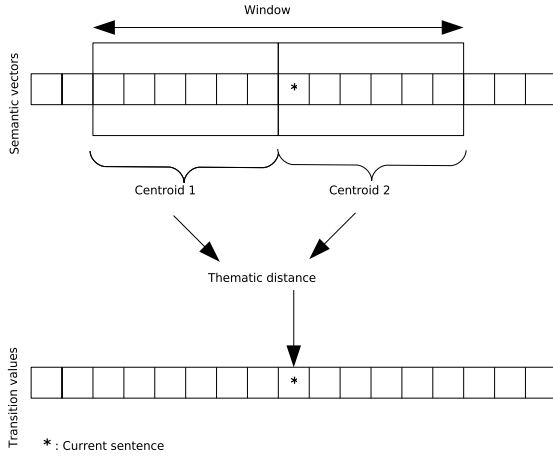 Window
Semantic vectors
*
Centroid 1
Centroid 2
Thematic distance
Transition values
*
* : Current sentence